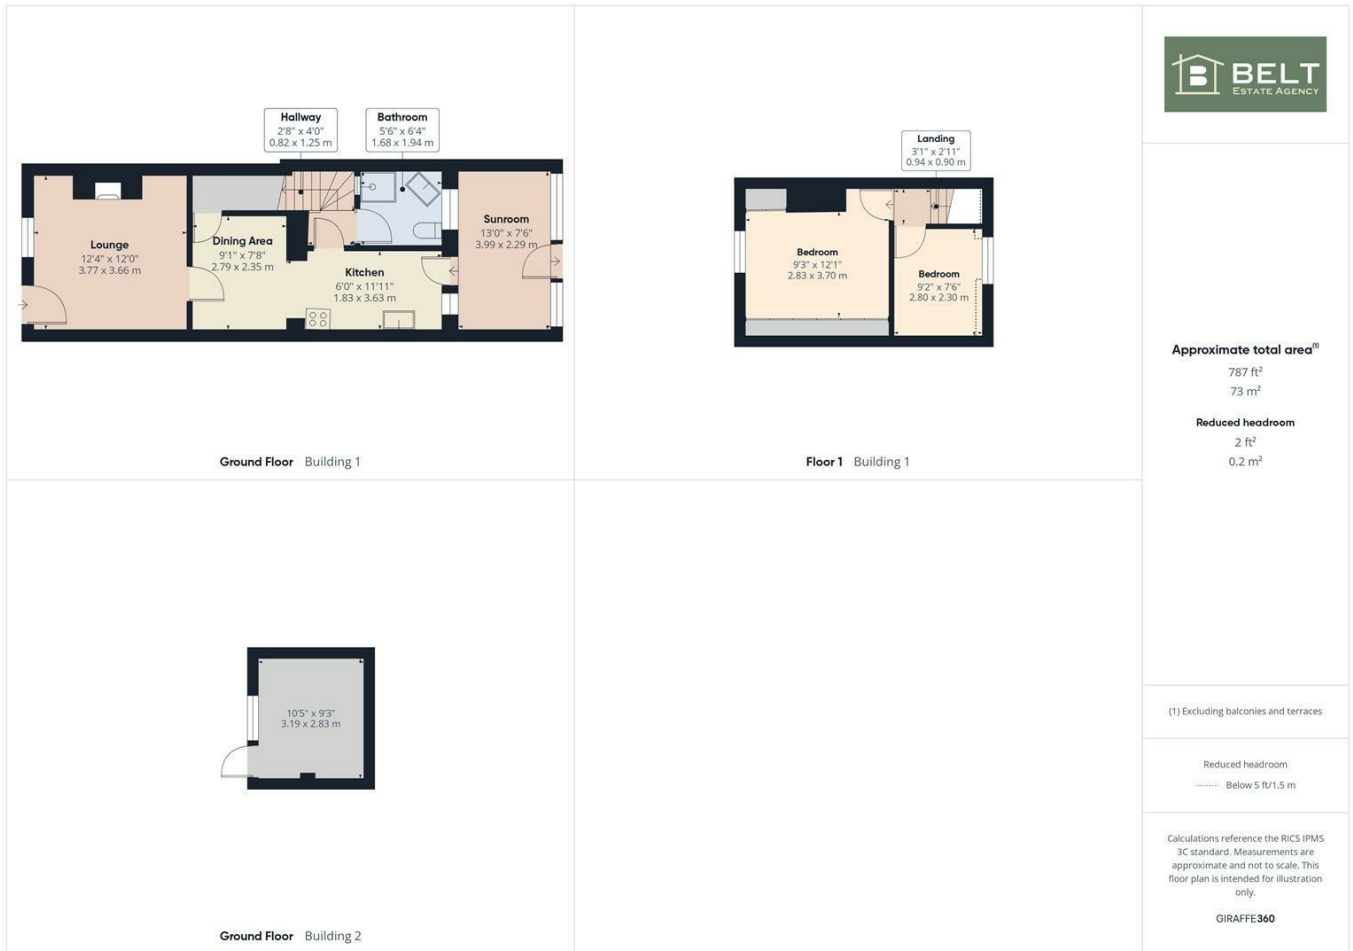 Hallway
2'8" x 4'0"
0.82 x 1.25 m
Bathroom
5'6" x 6'4"
1.68 x 1.94 m
Lounge
12'4" x 12'0"
3.77 x 3.66 m
Dining Area
9'1" x 7'8"
2.79 x 2.35 m
Kitchen
6'0" x 11'11"
1.83 x 3.63 m
Sunroom
13'0" x 7'6"
3.99 x 2.29 m
Ground Floor Building 1
Landing
3'1" x 2'11"
0.94 x 0.90 m
Bedroom
9'3" x 12'1"
2.83 x 3.70 m
Bedroom
9'2" x 7'6"
2.80 x 2.30 m
Floor 1 Building 1
10'5" x 9'3"
3.19 x 2.83 m
Ground Floor Building 2
B BELT
ESTATE AGENCY
Approximate total area⁽¹⁾
787 ft²
73 m²
Reduced headroom
2 ft²
0.2 m²
(1) Excluding balconies and terraces
Reduced headroom
Below 5 ft/1.5 m
Calculations reference the RICS IPMS
3C standard. Measurements are
approximate and not to scale. This
floor plan is intended for illustration
only.
GIRAFFE360